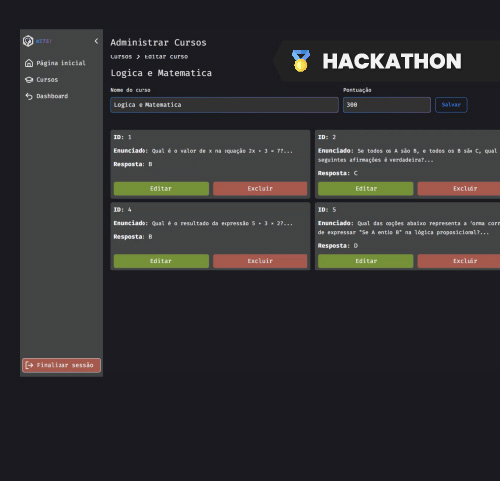 WITS:
Página inicial
Cursos
Dashboard
Finalizar sessão
Administrar Cursos
Cursos > Editar curso
HACKATHON
Logica e Matematica
Nome do curso
Pontuação
Logica e Matematica
300
Salvar
ID: 1
Enunciado: Qual é o valor de x na equação 2x + 3 = 7?...
Resposta: B
Editar
Excluir
ID: 2
Enunciado: Se todos os A são B, e todos os B são C, qual
seguintes afirmações é verdadeira?...
Resposta: C
Editar
Excluir
ID: 4
Enunciado: Qual é o resultado da expressão 5 + 3 × 2?...
Resposta: B
Editar
Excluir
ID: 5
Enunciado: Qual das opções abaixo representa a forma corr
de expressar "Se A então B" na lógica proposicional?...
Resposta: D
Editar
Excluir